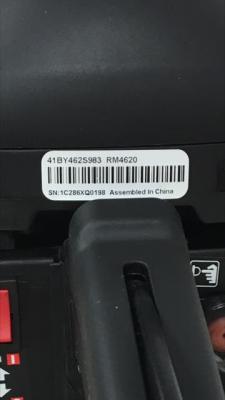 41BY462S983 RM4620
SN:1C286XQ0198 Assembled In China